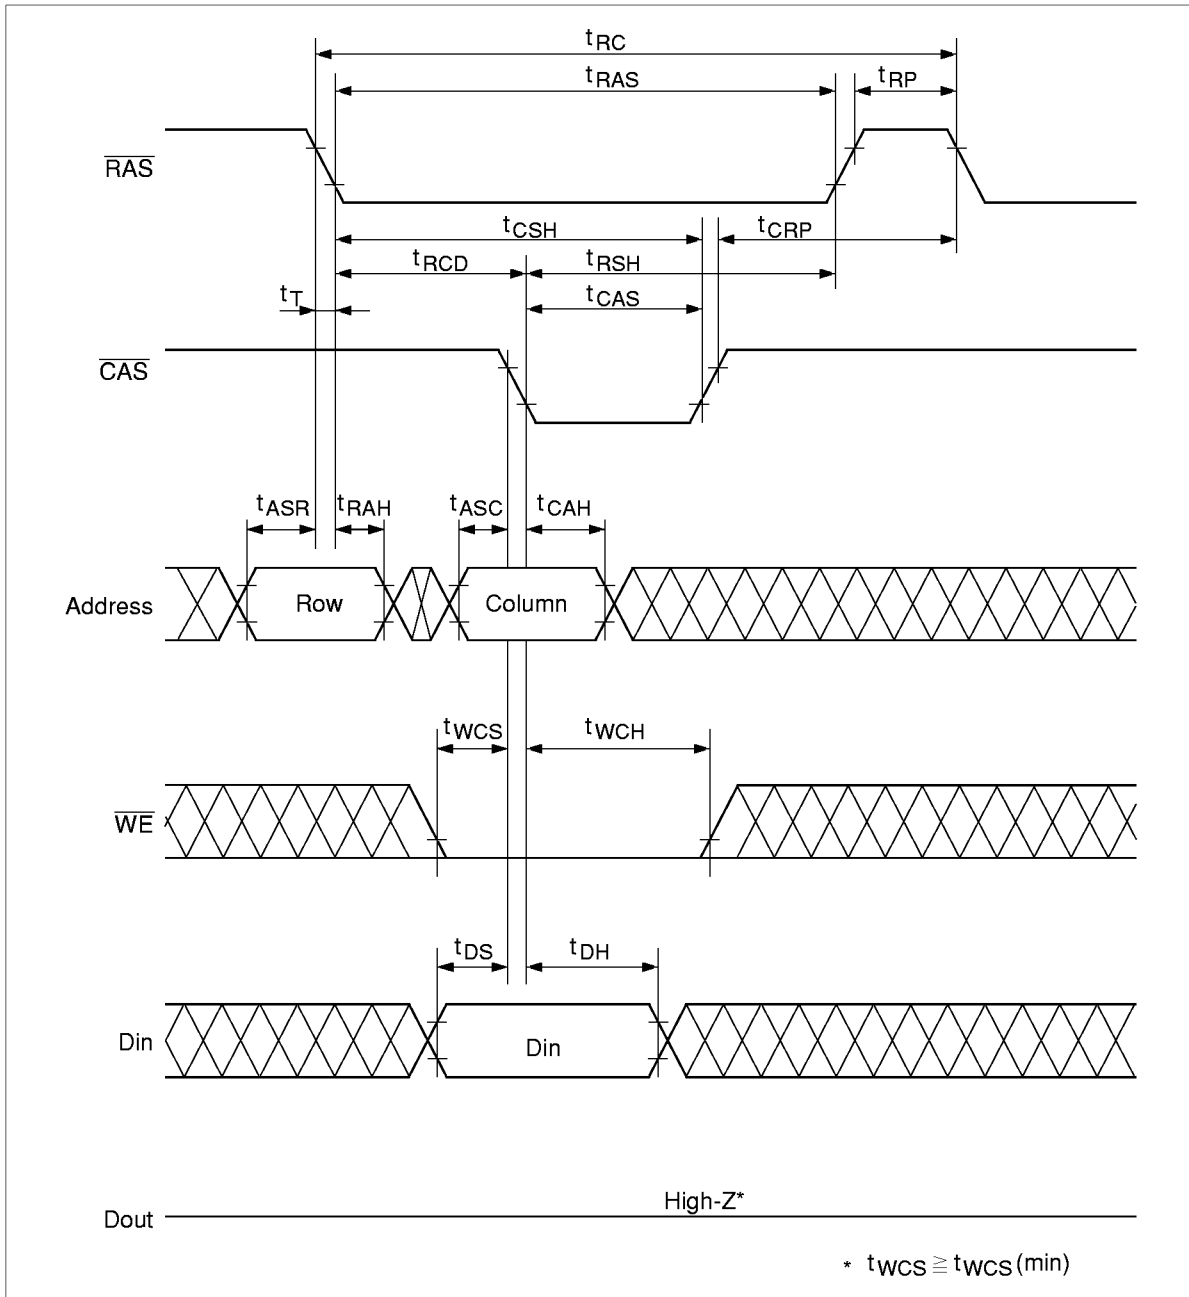 tRC
tRAS
tRP
RAS
tCSH
tCRP
tRCD
tRSH
tT
tCAS
CAS
tASR
tRAH
tASC
tCAH
Address
Row
Column
tWCS
tWCH
WE
tDS
tDH
Din
Din
High-Z*
Dout
* tWCS ≧ tWCS(min)